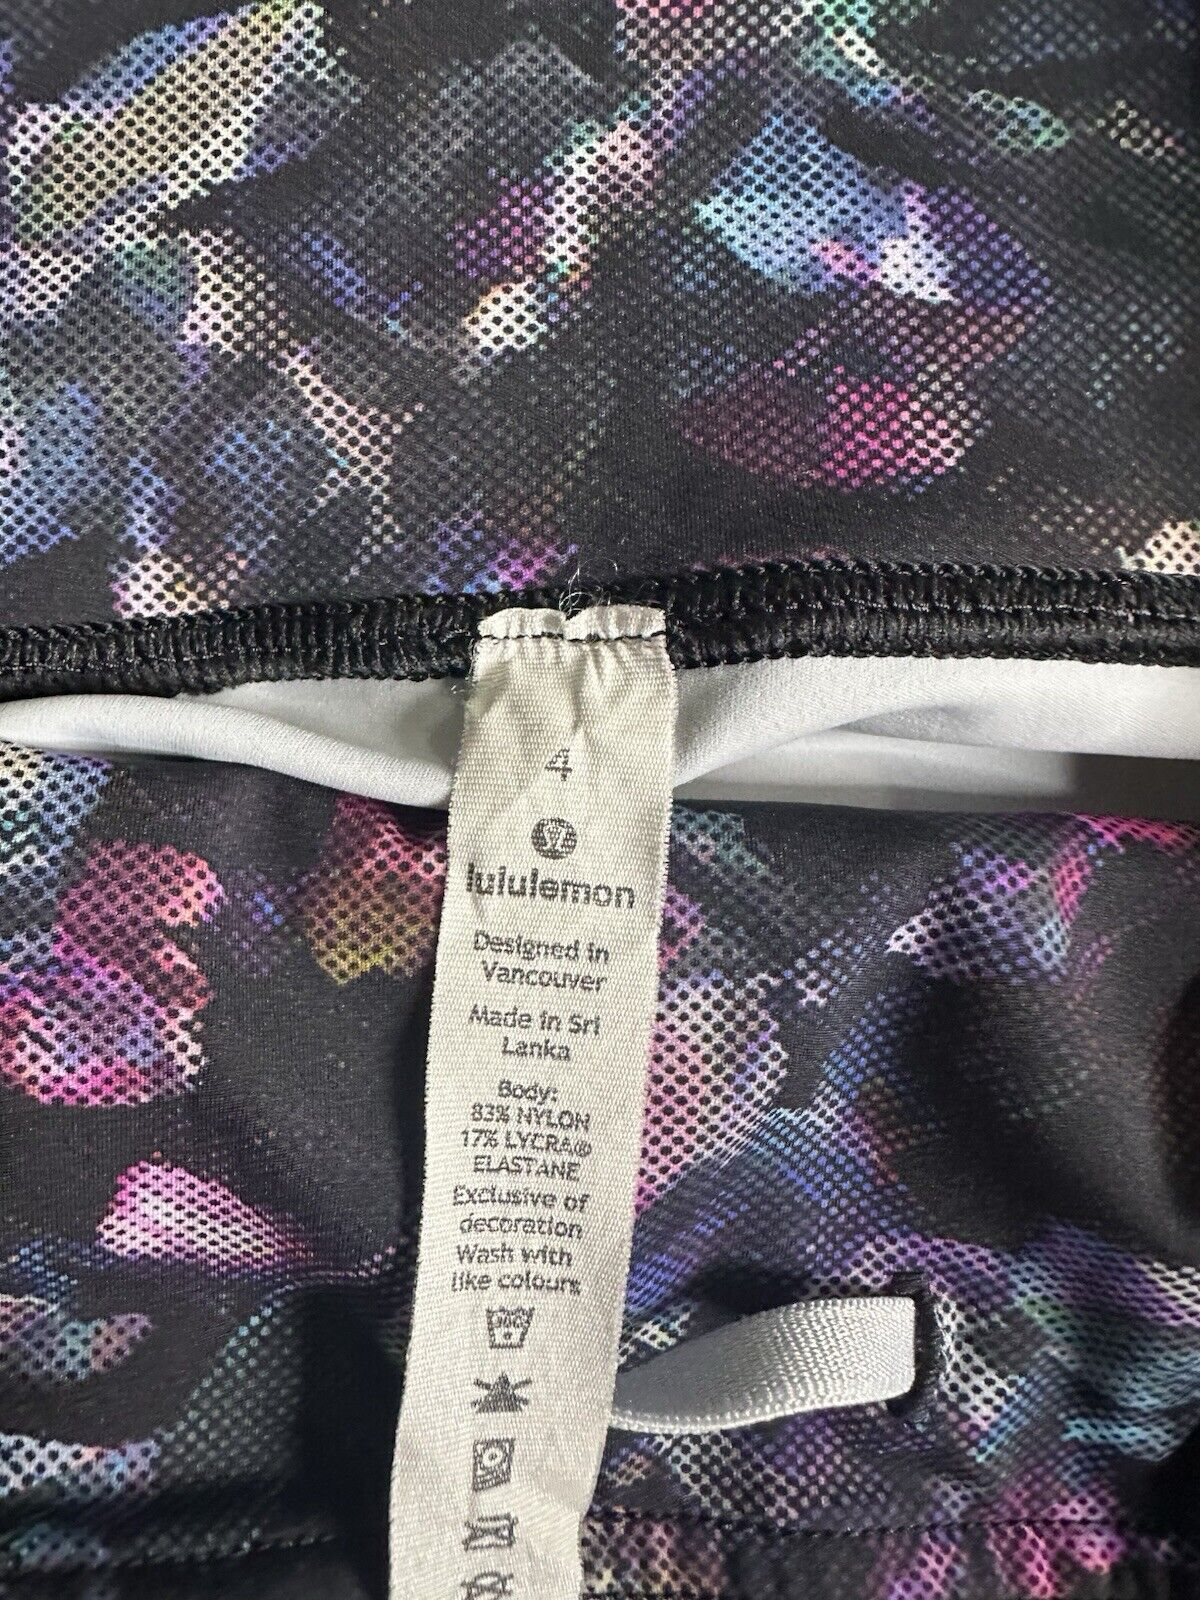 4
lululemon
Designed in
Vancouver
Made in Sri
Lanka
Body:
83% NYLON
17% LYCRA®
ELASTANE
Exclusive of
decoration
Wash with
like colours
30C